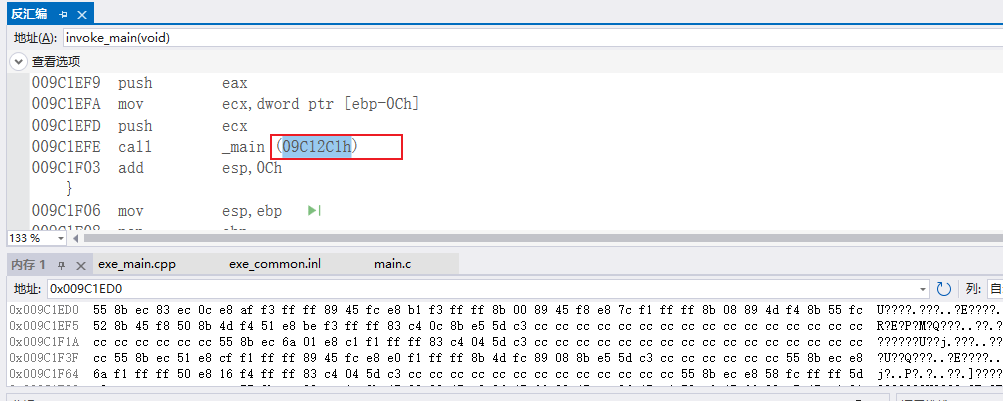 反汇编
地址(A): invoke_main(void)
查看选项
009C1EF9 push eax
009C1EFA mov ecx,dword ptr [ebp-0Ch]
009C1EFD push ecx
009C1EFE call _main (09C12C1h)
009C1F03 add esp,0Ch
}
009C1F06 mov esp,ebp
133 %
内存 1 exe_main.cpp exe_common.inl main.c
地址: 0x009C1ED0 列: 自
0x009C1ED0 55 8b ec 83 ec 0c e8 af f3 ff ff 89 45 fc e8 b1 f3 ff ff 8b 00 89 45 f8 e8 7c f1 ff ff 8b 08 89 4d f4 8b 55 fc U????.???..?E????.
0x009C1EF5 52 8b 45 f8 50 8b 4d f4 51 e8 be f3 ff ff 83 c4 0c 8b e5 5d c3 cc cc cc cc cc cc cc cc cc cc cc cc cc cc cc cc R?E?P?M?Q???...??.
0x009C1F1A cc cc cc cc cc cc 55 8b ec 6a 01 e8 c1 f1 ff ff 83 c4 04 5d c3 cc cc cc cc cc cc cc cc cc cc cc cc cc cc cc cc ??????U??j.???..??
0x009C1F3F cc 55 8b ec 51 e8 cf f1 ff ff 89 45 fc e8 e0 f1 ff ff 8b 4d fc 89 08 8b e5 5d c3 cc cc cc cc cc cc 55 8b ec e8 ?U??Q???..?E????..
0x009C1F64 6a f1 ff ff 50 e8 16 f4 ff ff 83 c4 04 5d c3 cc cc cc cc cc cc cc cc cc cc cc cc 55 8b ec e8 58 fc ff ff 5d j?..P.?..??.]?????